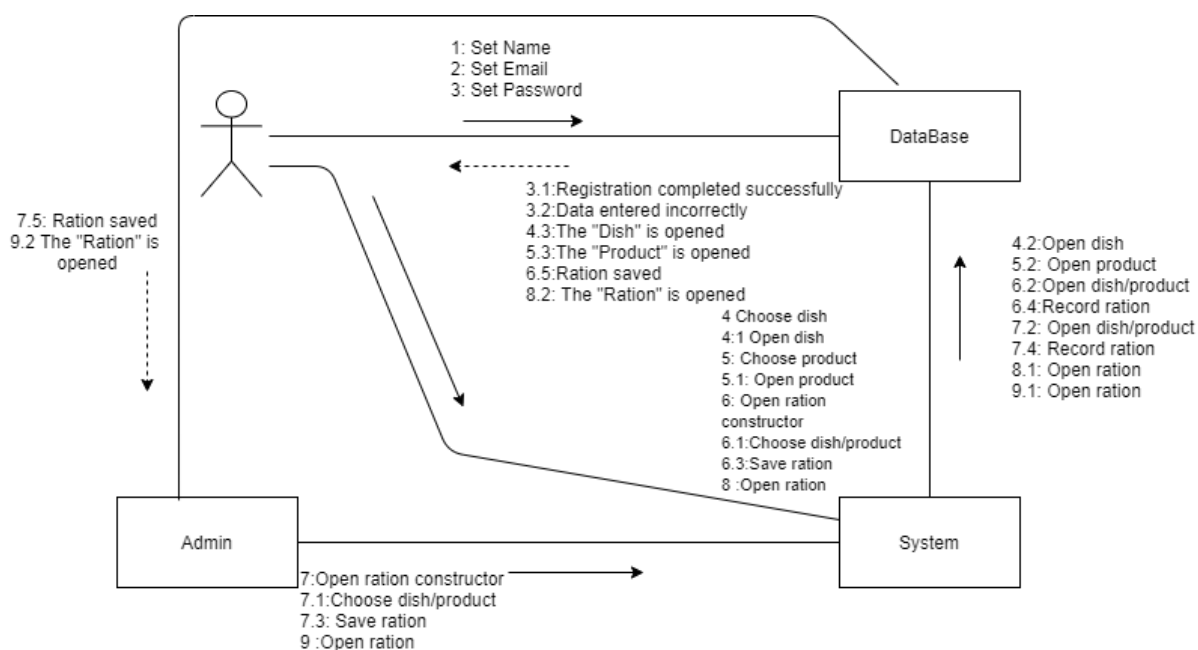 1: Set Name
2: Set Email
3: Set Password
DataBase
3.1:Registration completed successfully
3.2:Data entered incorrectly
4.3:The "Dish" is opened
5.3:The "Product" is opened
6.5:Ration saved
8.2: The "Ration" is opened
7.5: Ration saved
9.2 The "Ration" is
opened
4.2:Open dish
5.2: Open product
6.2:Open dish/product
6.4:Record ration
7.2: Open dish/product
7.4: Record ration
8.1: Open ration
9.1: Open ration
4 Choose dish
4:1 Open dish
5: Choose product
5.1: Open product
6: Open ration
constructor
6.1:Choose dish/product
6.3:Save ration
8 :Open ration
Admin
System
7:Open ration constructor
7.1:Choose dish/product
7.3: Save ration
9 :Open ration